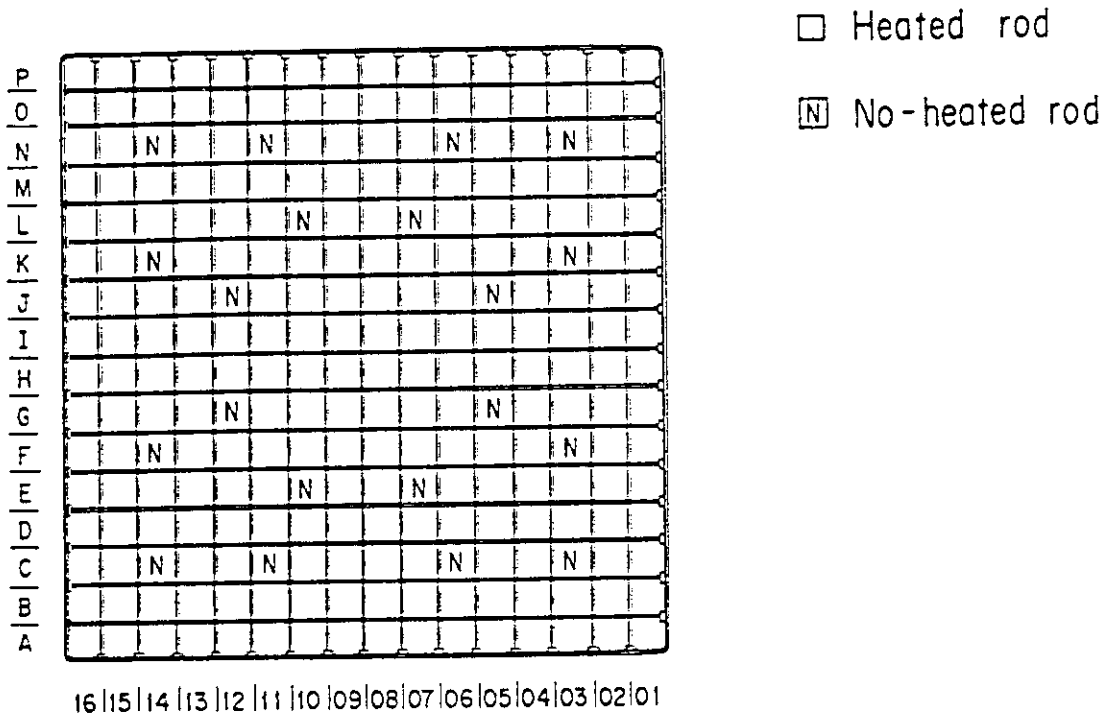 Heated rod
N No-heated rod
P
O
N N N N N
M
L N N
K N N
J N N
I
H
G N N
F N N
E N N
D
C N N N N
B
A
16|15|14|13|12|11|10|09|08|07|06|05|04|03|02|01